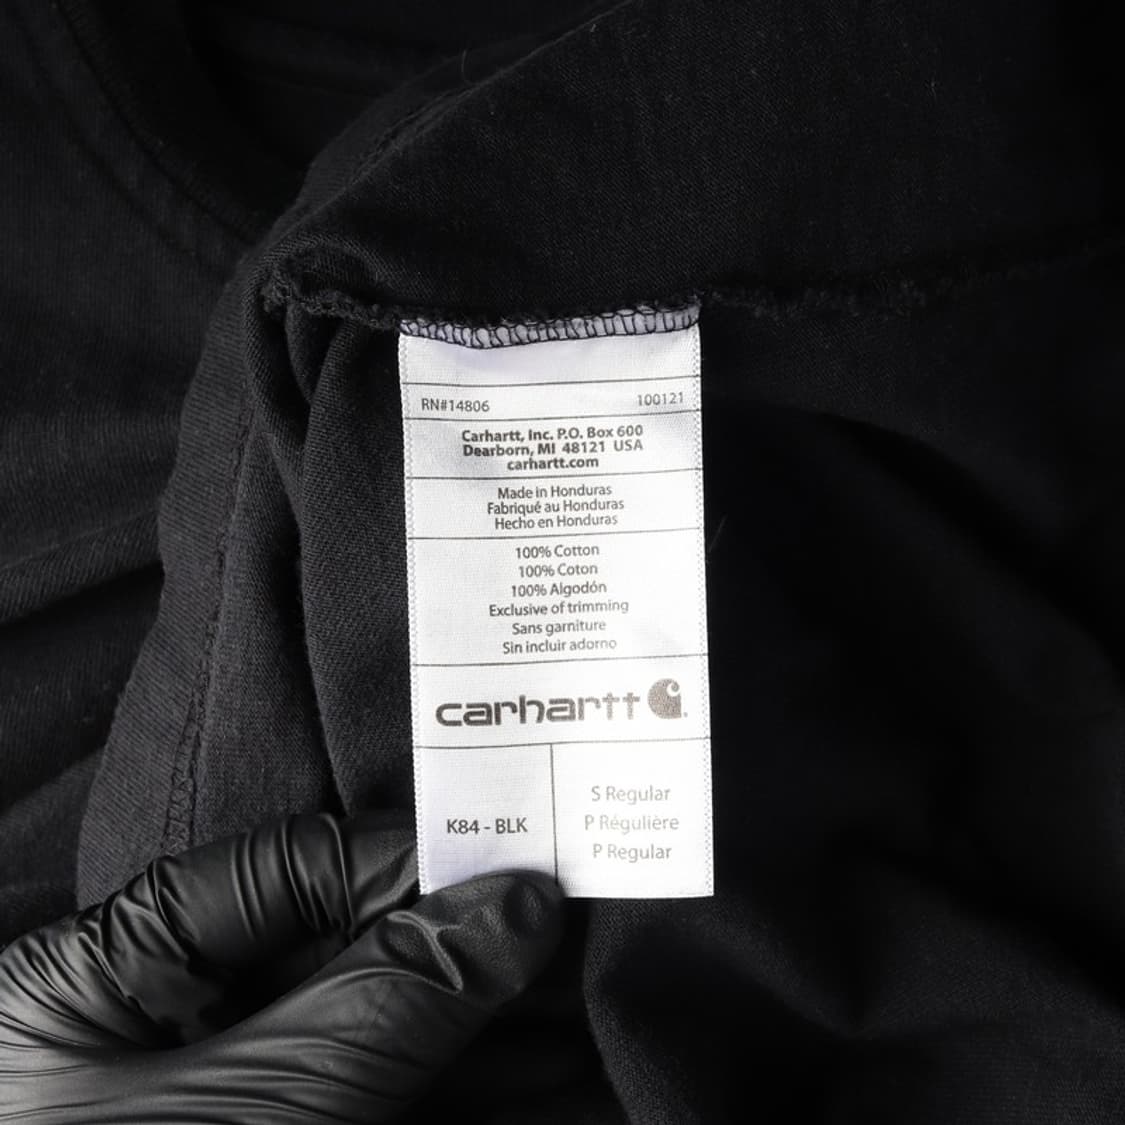 RN#14806 100121
Carhartt, Inc. P.O. Box 600
Dearborn, MI 48121 USA
carhartt.com
Made in Honduras
Fabriqué au Honduras
Hecho en Honduras
100% Cotton
100% Coton
100% Algodón
Exclusive of trimming
Sans garniture
Sin incluir adorno
carhartt
K84 - BLK
S Regular
P Régulière
P Regular